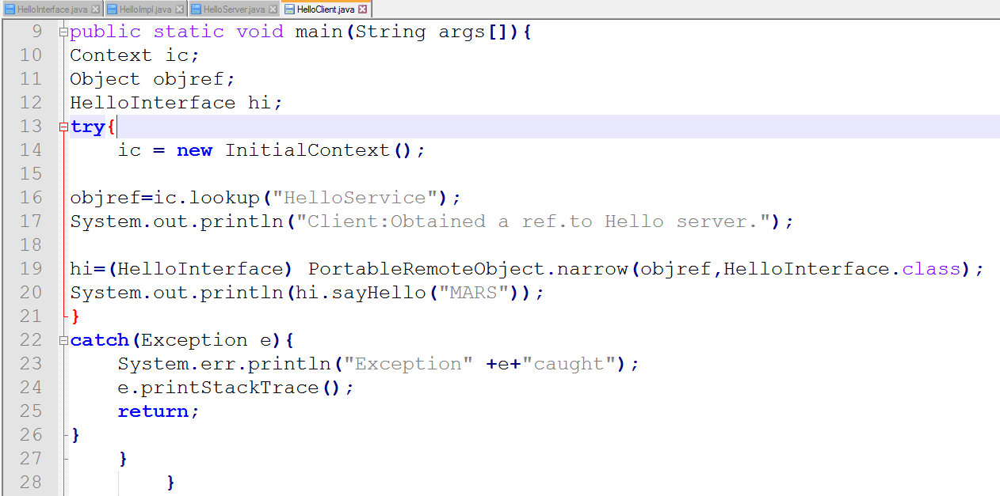 HelloInterface.java HelloImpl.java HelloServer.java HelloClient.java
9 public static void main(String args[]){
10 Context ic;
11 Object objref;
12 HelloInterface hi;
13 try{
14 ic = new InitialContext();
15
16 objref=ic.lookup("HelloService");
17 System.out.println("Client:Obtained a ref.to Hello server.");
18
19 hi=(HelloInterface) PortableRemoteObject.narrow(objref,HelloInterface.class);
20 System.out.println(hi.sayHello("MARS"));
21 }
22 catch(Exception e){
23 System.err.println("Exception" +e+"caught");
24 e.printStackTrace();
25 return;
26 }
27 }
28 }